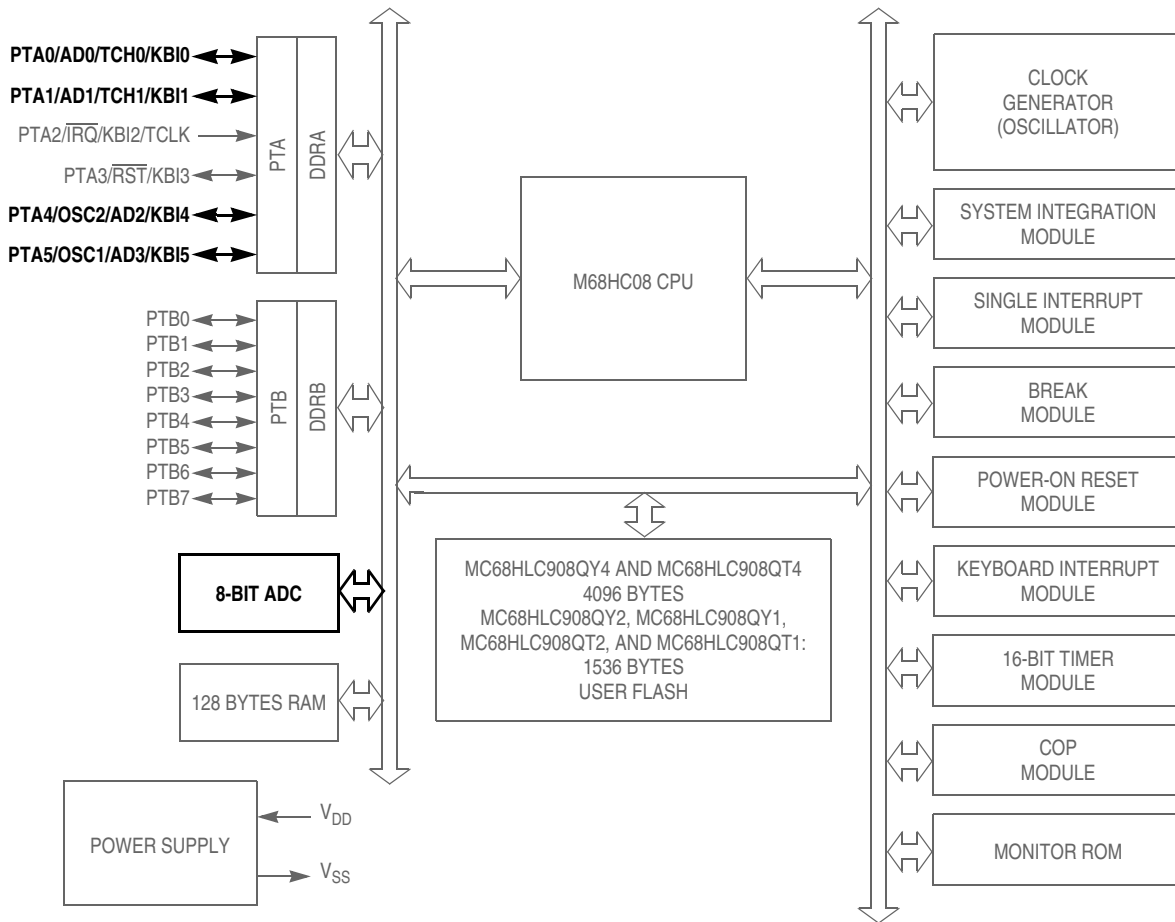 PTA0/AD0/TCH0/KBI0
PTA1/AD1/TCH1/KBI1
PTA2/IRQ/KBI2/TCLK
PTA3/RST/KBI3
PTA4/OSC2/AD2/KBI4
PTA5/OSC1/AD3/KBI5
PTA
DDRA
PTB0
PTB1
PTB2
PTB3
PTB4
PTB5
PTB6
PTB7
PTB
DDRB
8-BIT ADC
128 BYTES RAM
POWER SUPPLY
VDD
VSS
M68HC08 CPU
MC68HLC908QY4 AND MC68HLC908QT4
4096 BYTES
MC68HLC908QY2, MC68HLC908QY1,
MC68HLC908QT2, AND MC68HLC908QT1:
1536 BYTES
USER FLASH
CLOCK
GENERATOR
(OSCILLATOR)
SYSTEM INTEGRATION
MODULE
SINGLE INTERRUPT
MODULE
BREAK
MODULE
POWER-ON RESET
MODULE
KEYBOARD INTERRUPT
MODULE
16-BIT TIMER
MODULE
COP
MODULE
MONITOR ROM